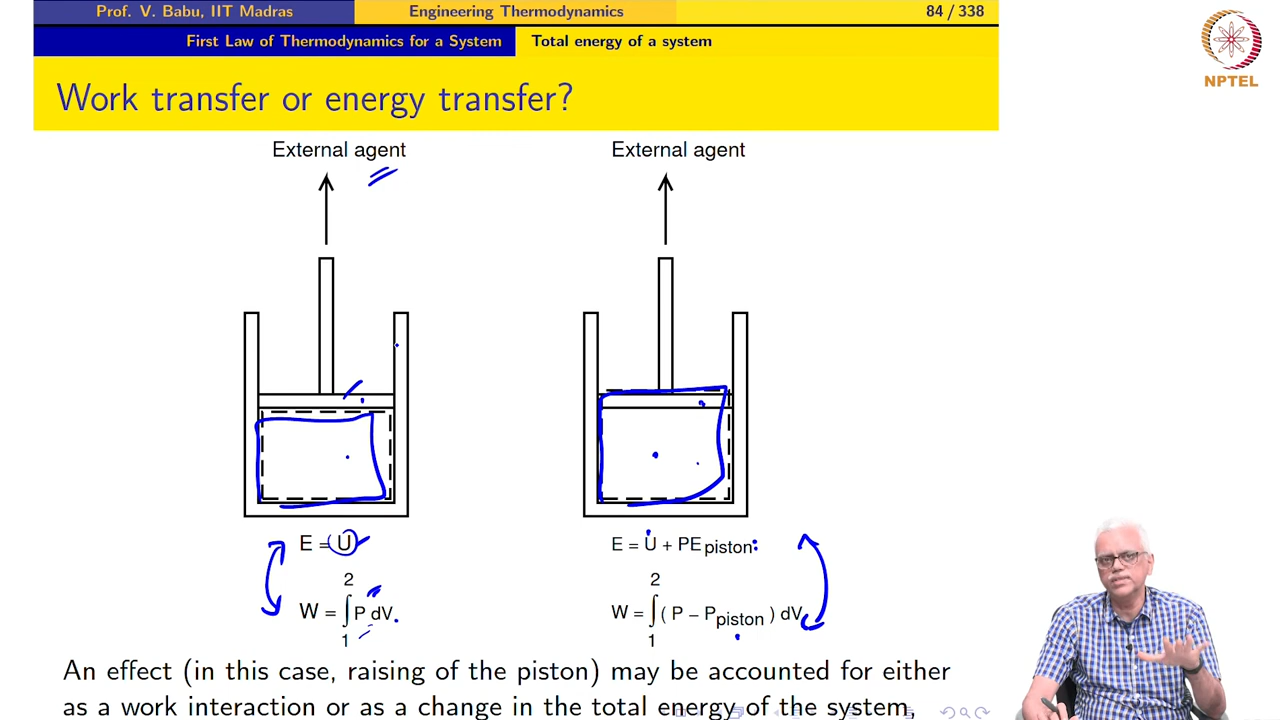 Prof. V. Babu, IIT Madras Engineering Thermodynamics 84 / 338
First Law of Thermodynamics for a System Total energy of a system
NPTEL
Work transfer or energy transfer?
External agent External agent
E = U E = U + PE piston
2 2
W = ∫ P dV W = ∫ ( P – P piston ) dV
1 1
An effect (in this case, raising of the piston) may be accounted for either
as a work interaction or as a change in the total energy of the system,